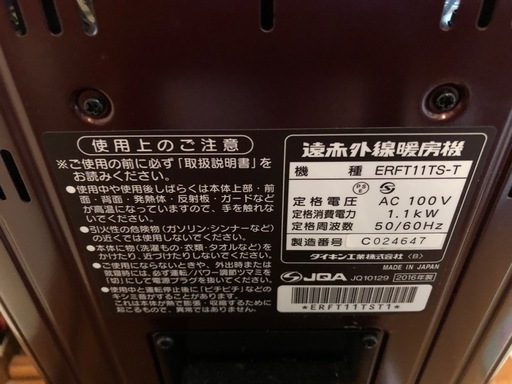 使用上のご注意
※ご使用の前に必ず「取扱説明書」を
お読みください。
●使用中や使用後しばらくは本体上部・前
面・背面・発熱体・反射板・ガードなど
が高温になっていますので、手を触れな
いでください。
●引火性の危険物(ガソリン・シンナーなど)の
近くでは使用しないでください。
●本体に物(洗濯もの・衣類・タオルなど)を
かけたり、近づけたりしないでください。
●使用にならないときや、外出時または
就寝時には、必ず運転/パワー調節ツマミを
「切」にして電源プラグを抜いてください。
●使用中と運転停止後に「ピチピチ」などの
キシミ音がすることがあります。
これは本体が熱で膨張・収縮するために
起こるもので、異常ではありません。
遠赤外線暖房機
機 種 ERFT11TS-T
PSE
定格電圧 AC 100V
定格消費電力 1.1kW
定格周波数 50/60Hz
製造番号 C024647
ダイキン工業株式会社 〈B〉
MADE IN JAPAN
JQA JQ10129 2016年製
*ERFT11TST1*